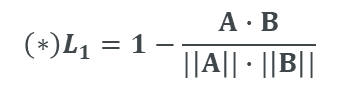 (*)L₁ = 1 − A · B / ||A|| · ||B||